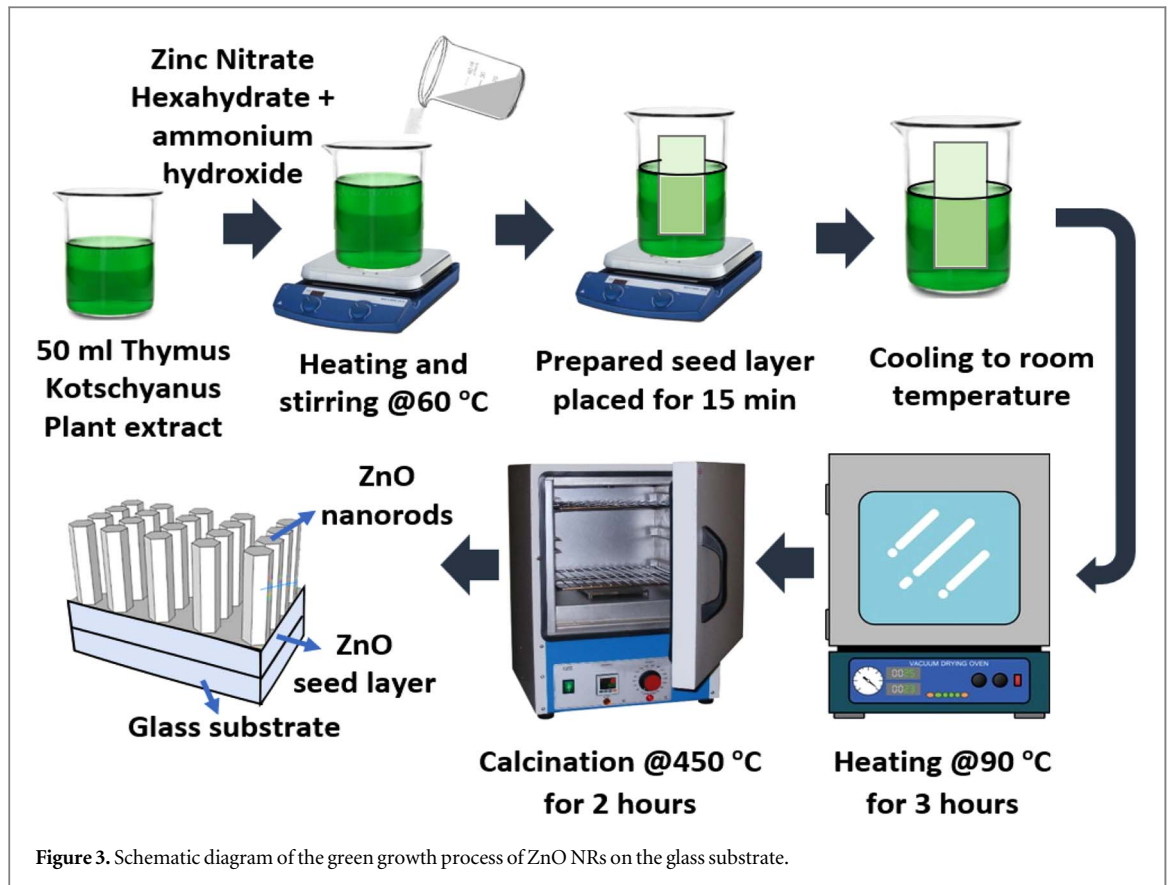 Zinc Nitrate
Hexahydrate +
ammonium
hydroxide
50 ml Thymus
Kotschyanus
Plant extract
Heating and
stirring @60 °C
Prepared seed layer
placed for 15 min
Cooling to room
temperature
VACUUM DRYING OVEN
Heating @90 °C
for 3 hours
Calcination @450 °C
for 2 hours
ZnO
nanorods
ZnO
seed layer
Glass substrate
Figure 3. Schematic diagram of the green growth process of ZnO NRs on the glass substrate.